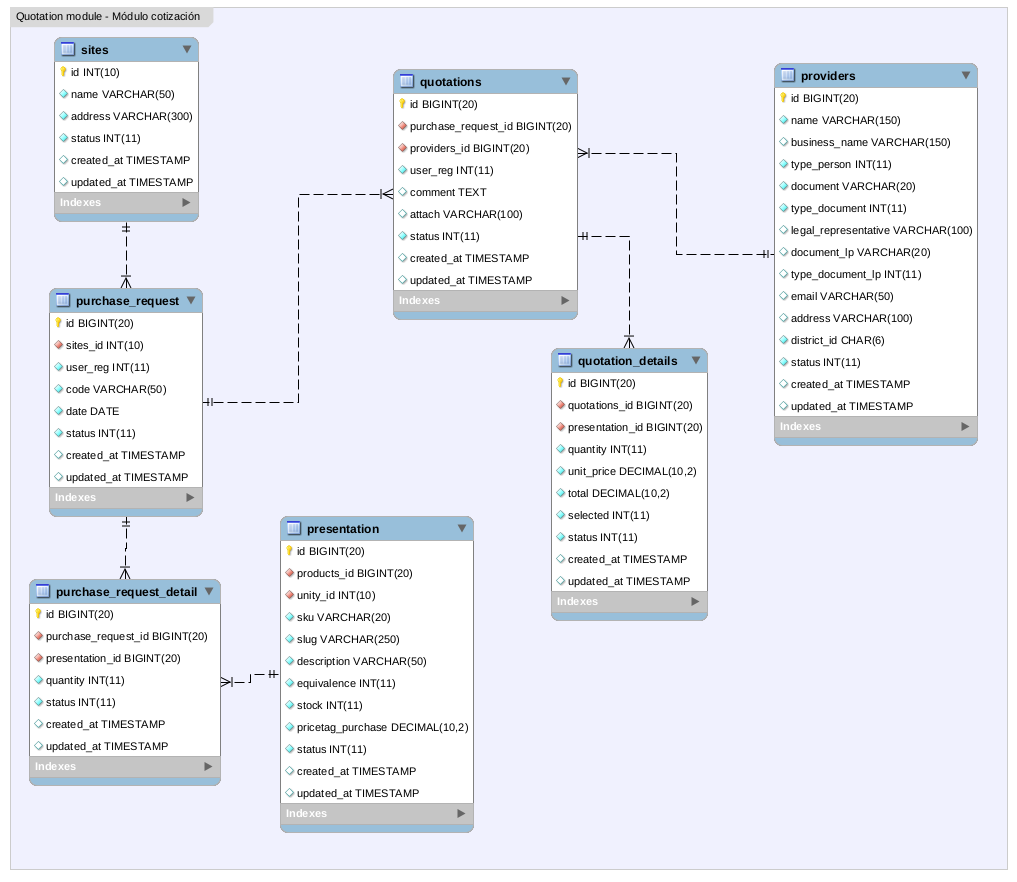 Quotation module - Módulo cotización
sites
id INT(10)
name VARCHAR(50)
address VARCHAR(300)
status INT(11)
created_at TIMESTAMP
updated_at TIMESTAMP
Indexes
purchase_request
id BIGINT(20)
sites_id INT(10)
user_reg INT(11)
code VARCHAR(50)
date DATE
status INT(11)
created_at TIMESTAMP
updated_at TIMESTAMP
Indexes
purchase_request_detail
id BIGINT(20)
purchase_request_id BIGINT(20)
presentation_id BIGINT(20)
quantity INT(11)
status INT(11)
created_at TIMESTAMP
updated_at TIMESTAMP
Indexes
presentation
id BIGINT(20)
products_id BIGINT(20)
unity_id INT(10)
sku VARCHAR(20)
slug VARCHAR(250)
description VARCHAR(50)
equivalence INT(11)
stock INT(11)
pricetag_purchase DECIMAL(10,2)
status INT(11)
created_at TIMESTAMP
updated_at TIMESTAMP
Indexes
quotations
id BIGINT(20)
purchase_request_id BIGINT(20)
providers_id BIGINT(20)
user_reg INT(11)
comment TEXT
attach VARCHAR(100)
status INT(11)
created_at TIMESTAMP
updated_at TIMESTAMP
Indexes
quotation_details
id BIGINT(20)
quotations_id BIGINT(20)
presentation_id BIGINT(20)
quantity INT(11)
unit_price DECIMAL(10,2)
total DECIMAL(10,2)
selected INT(11)
status INT(11)
created_at TIMESTAMP
updated_at TIMESTAMP
Indexes
providers
id BIGINT(20)
name VARCHAR(150)
business_name VARCHAR(150)
type_person INT(11)
document VARCHAR(20)
type_document INT(11)
legal_representative VARCHAR(100)
document_lp VARCHAR(20)
type_document_lp INT(11)
email VARCHAR(50)
address VARCHAR(100)
district_id CHAR(6)
status INT(11)
created_at TIMESTAMP
updated_at TIMESTAMP
Indexes